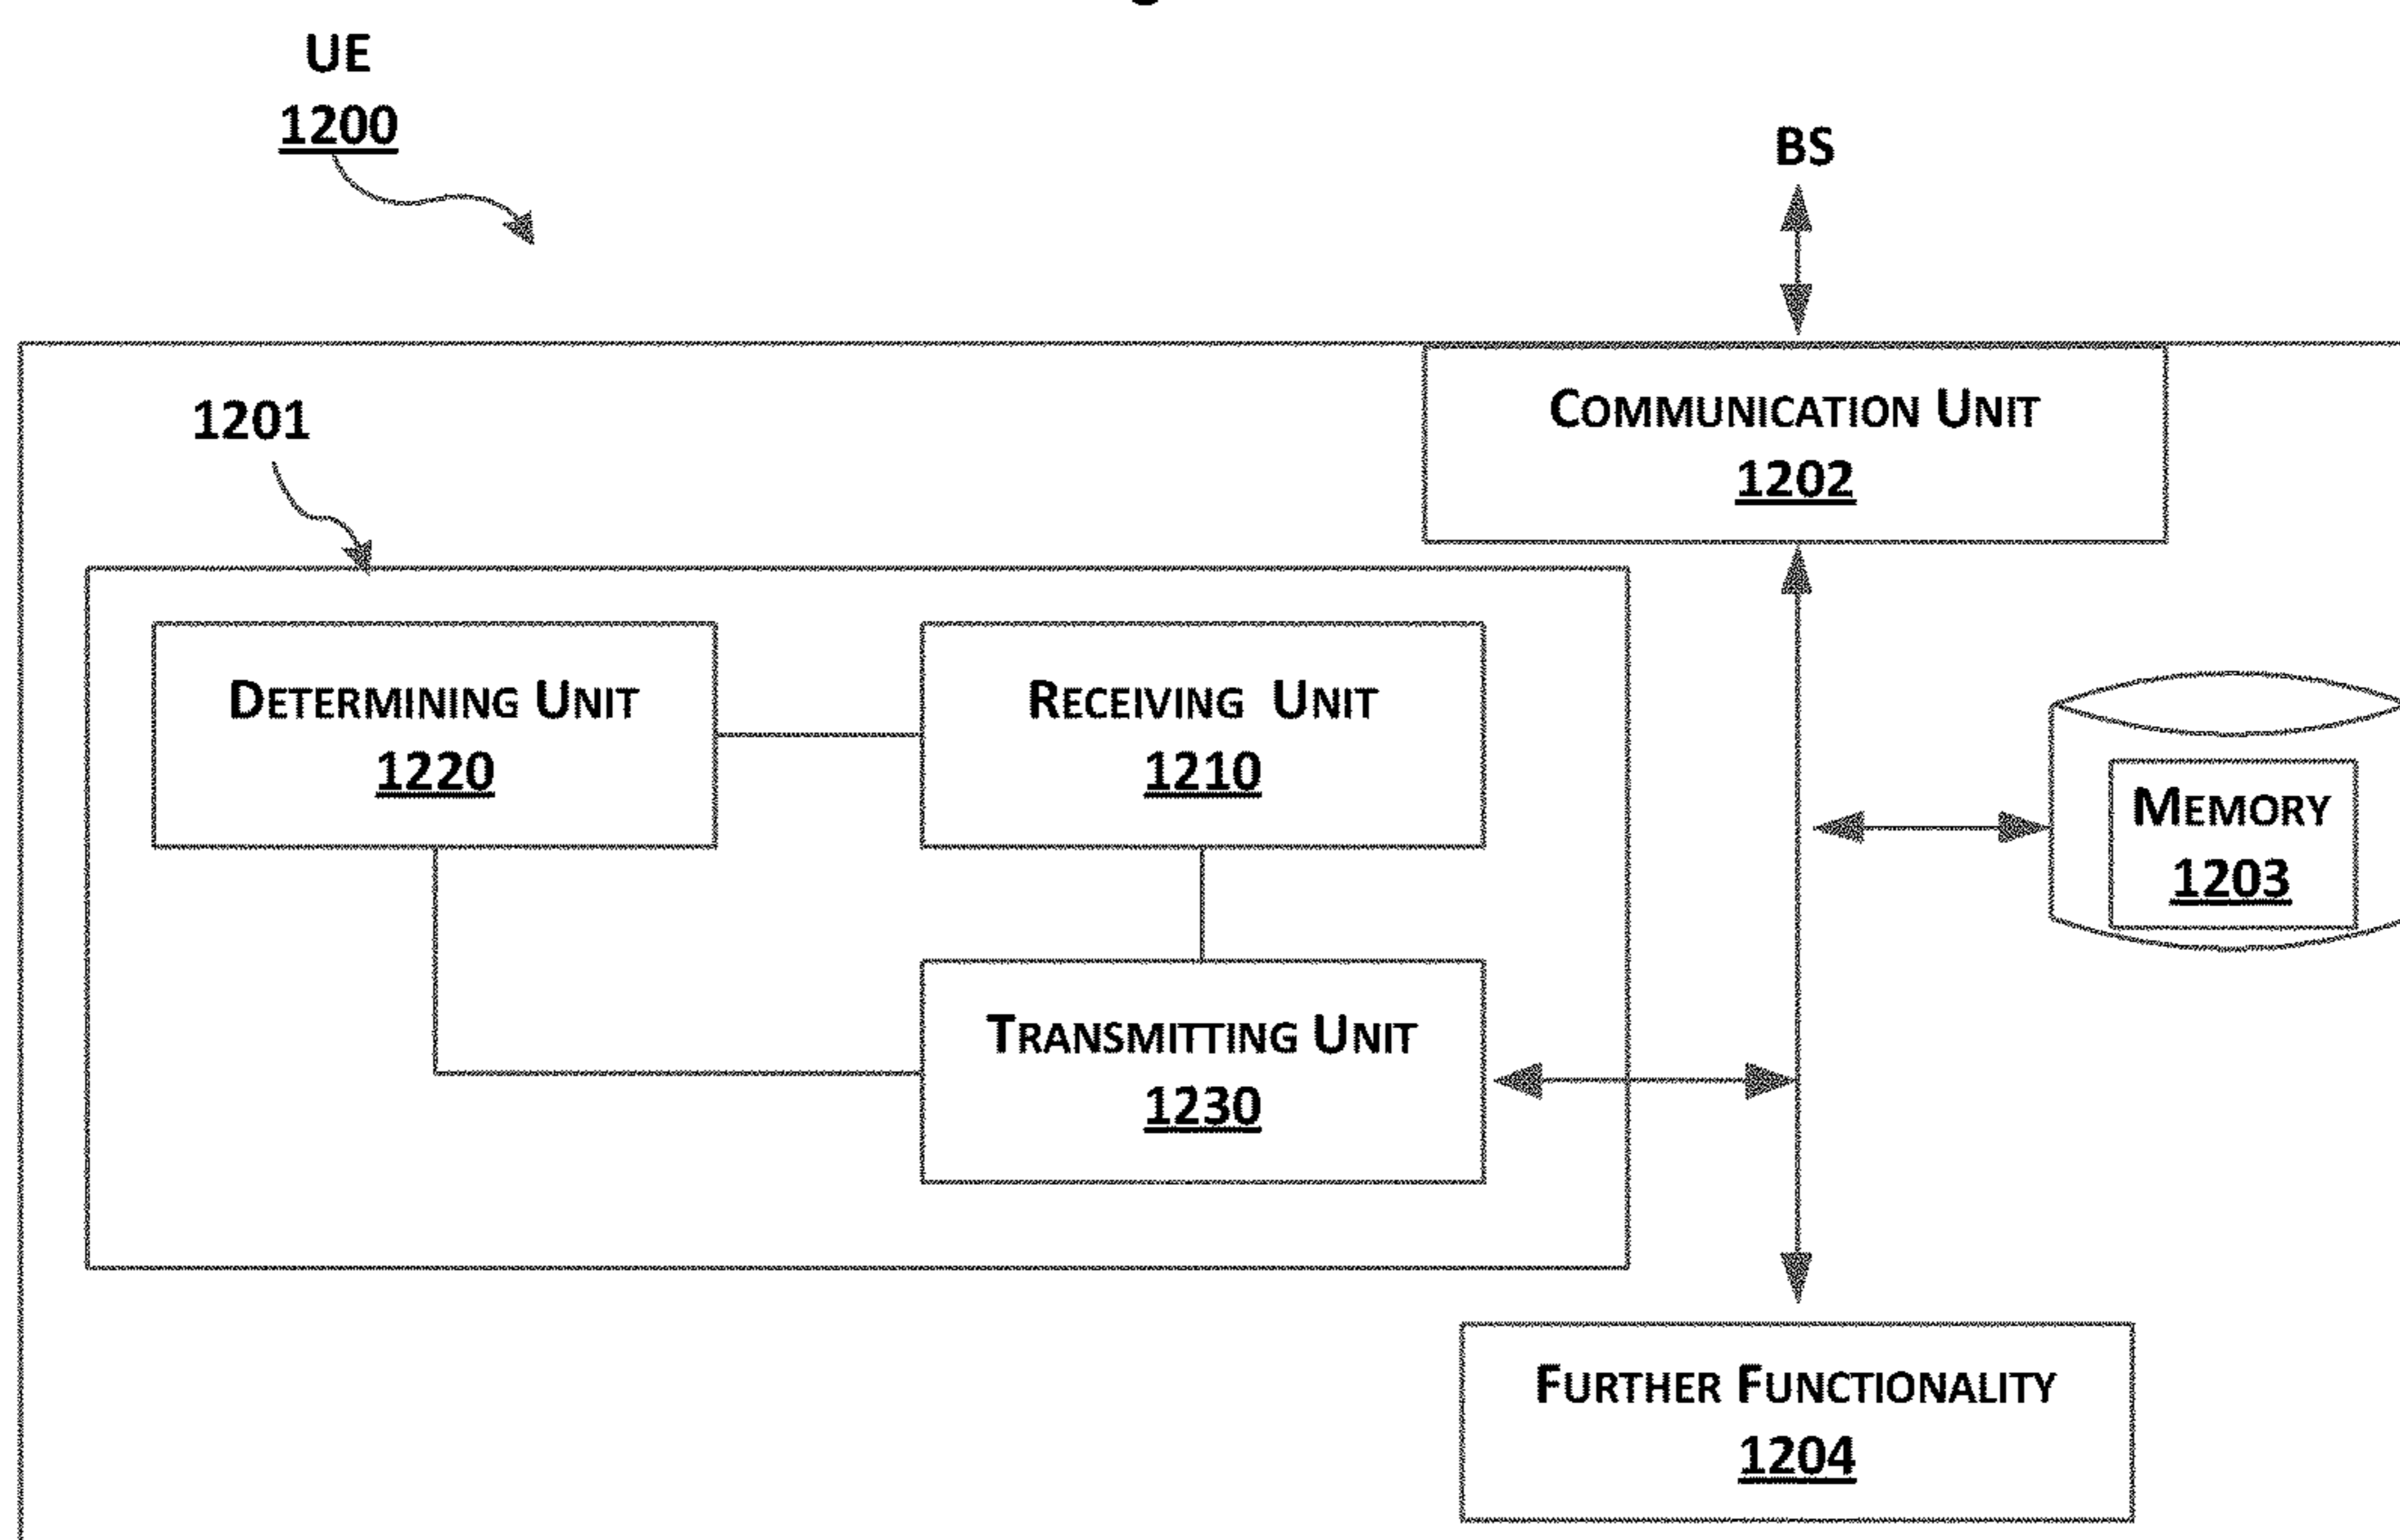 UE
1200
BS
COMMUNICATION UNIT
1202
1201
DETERMINING UNIT
1220
RECEIVING UNIT
1210
MEMORY
1203
TRANSMITTING UNIT
1230
FURTHER FUNCTIONALITY
1204